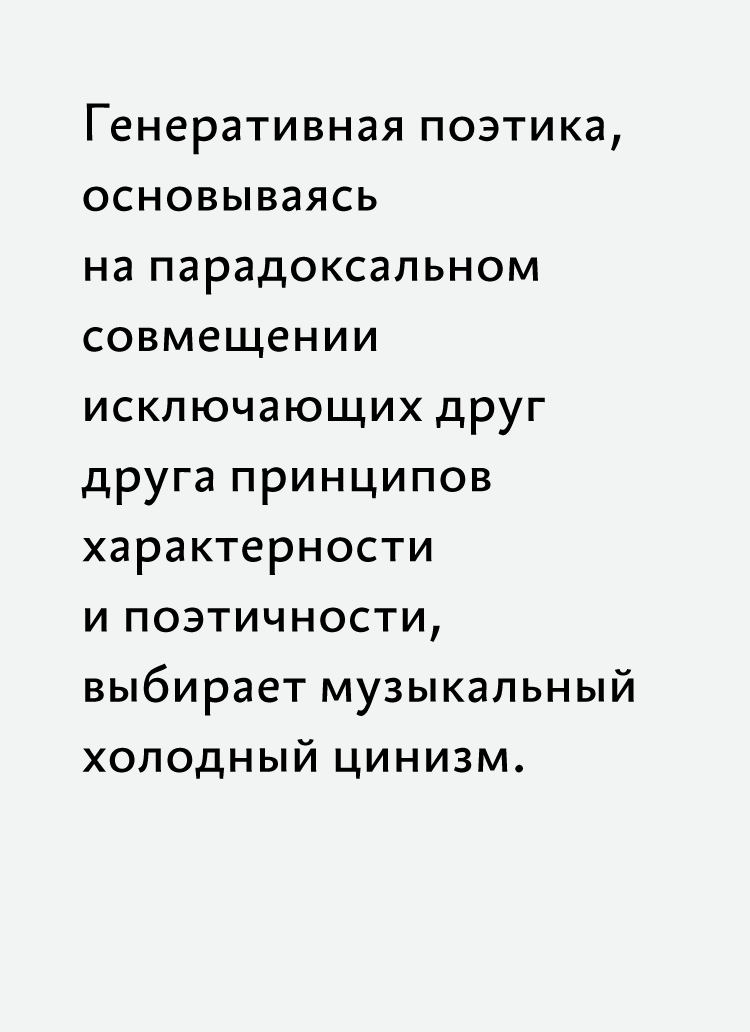 Генеративная поэтика,
основываясь
на парадоксальном
совмещении
исключающих друг
друга принципов
характерности
и поэтичности,
выбирает музыкальный
холодный цинизм.